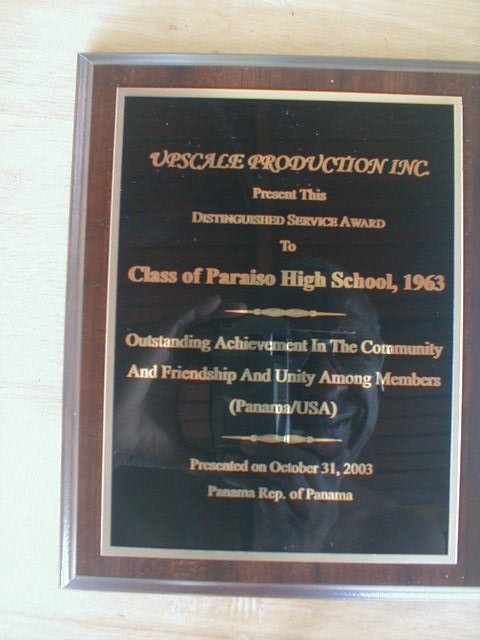 UPSCALE PRODUCTION INC.
Present This
DISTINGUISHED SERVICE AWARD
To
Class of Paraiso High School, 1963
Outstanding Achievement In The Community
And Friendship And Unity Among Members
(Panama/USA)
Presented on October 31, 2003
Panama Rep. of Panama